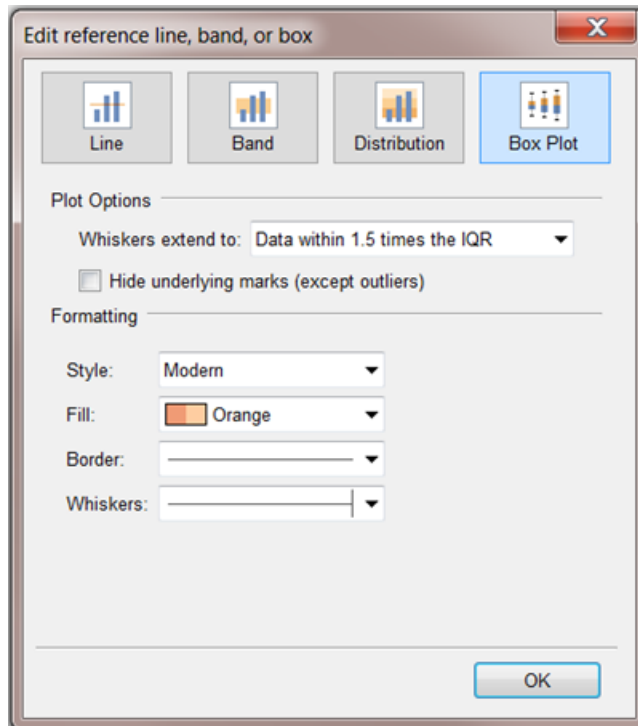 Edit reference line, band, or box
Line Band Distribution Box Plot
Plot Options
Whiskers extend to: Data within 1.5 times the IQR
Hide underlying marks (except outliers)
Formatting
Style: Modern
Fill: Orange
Border:
Whiskers:
OK